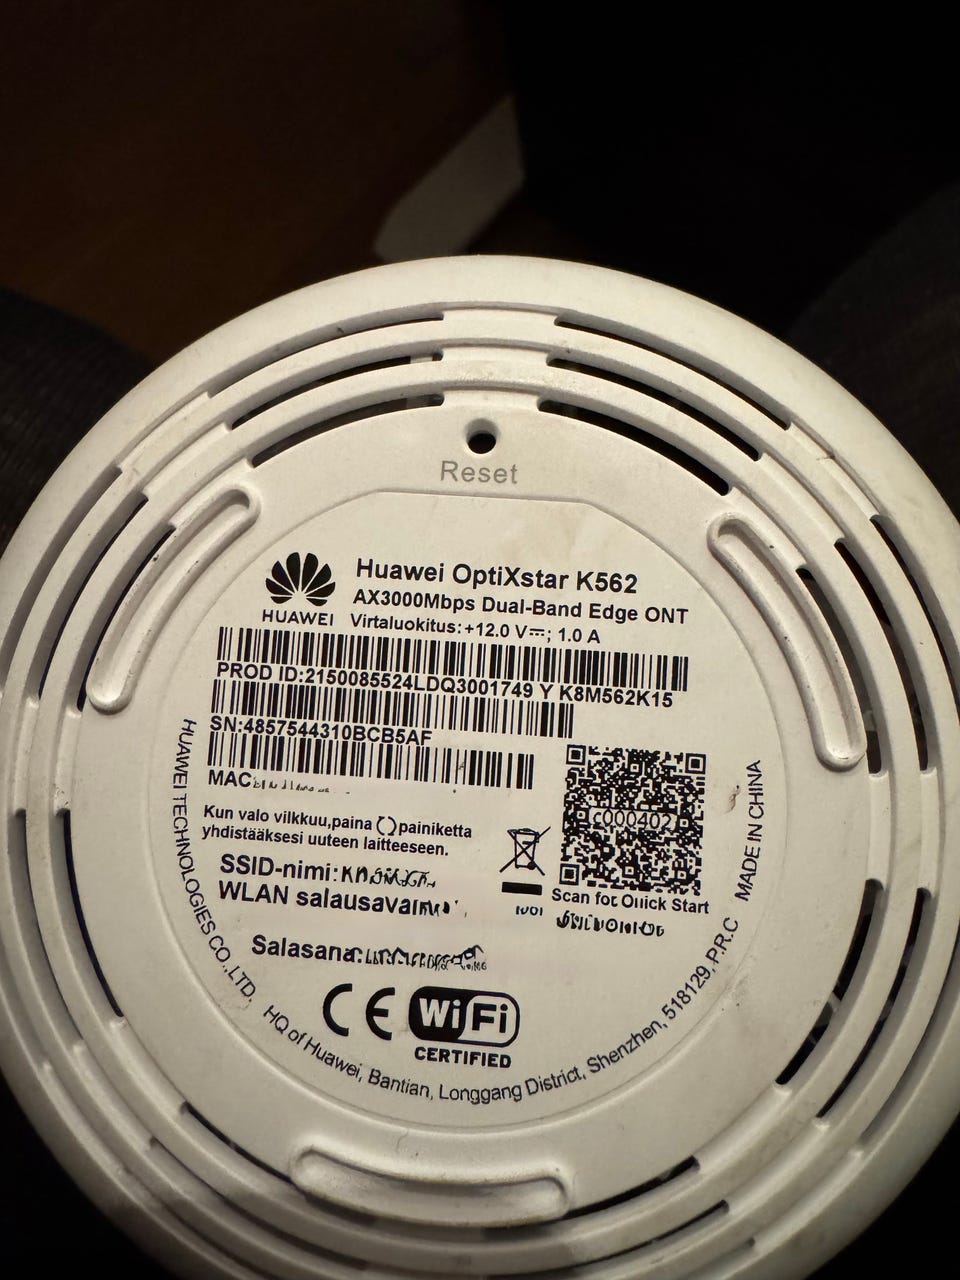 Reset
HUAWEI
Huawei OptiXstar K562
AX3000Mbps Dual-Band Edge ONT
Virtaluokitus: +12.0 V⎓; 1.0 A
PROD ID:2150085524LDQ3001749 Y K8M562K15
SN:4857544310BCB5AF
MAC
Kun valo vilkkuu,paina painiketta
yhdistääksesi uuteen laitteeseen.
SSID-nimi:
WLAN
Salasana:
c000402
Scan for Quick Start
CE WiFi
CERTIFIED
HUAWEI TECHNOLOGIES CO.,LTD.
HQ of Huawei, Bantian, Longgang District, Shenzhen, 518129, P.R.C
MADE IN CHINA